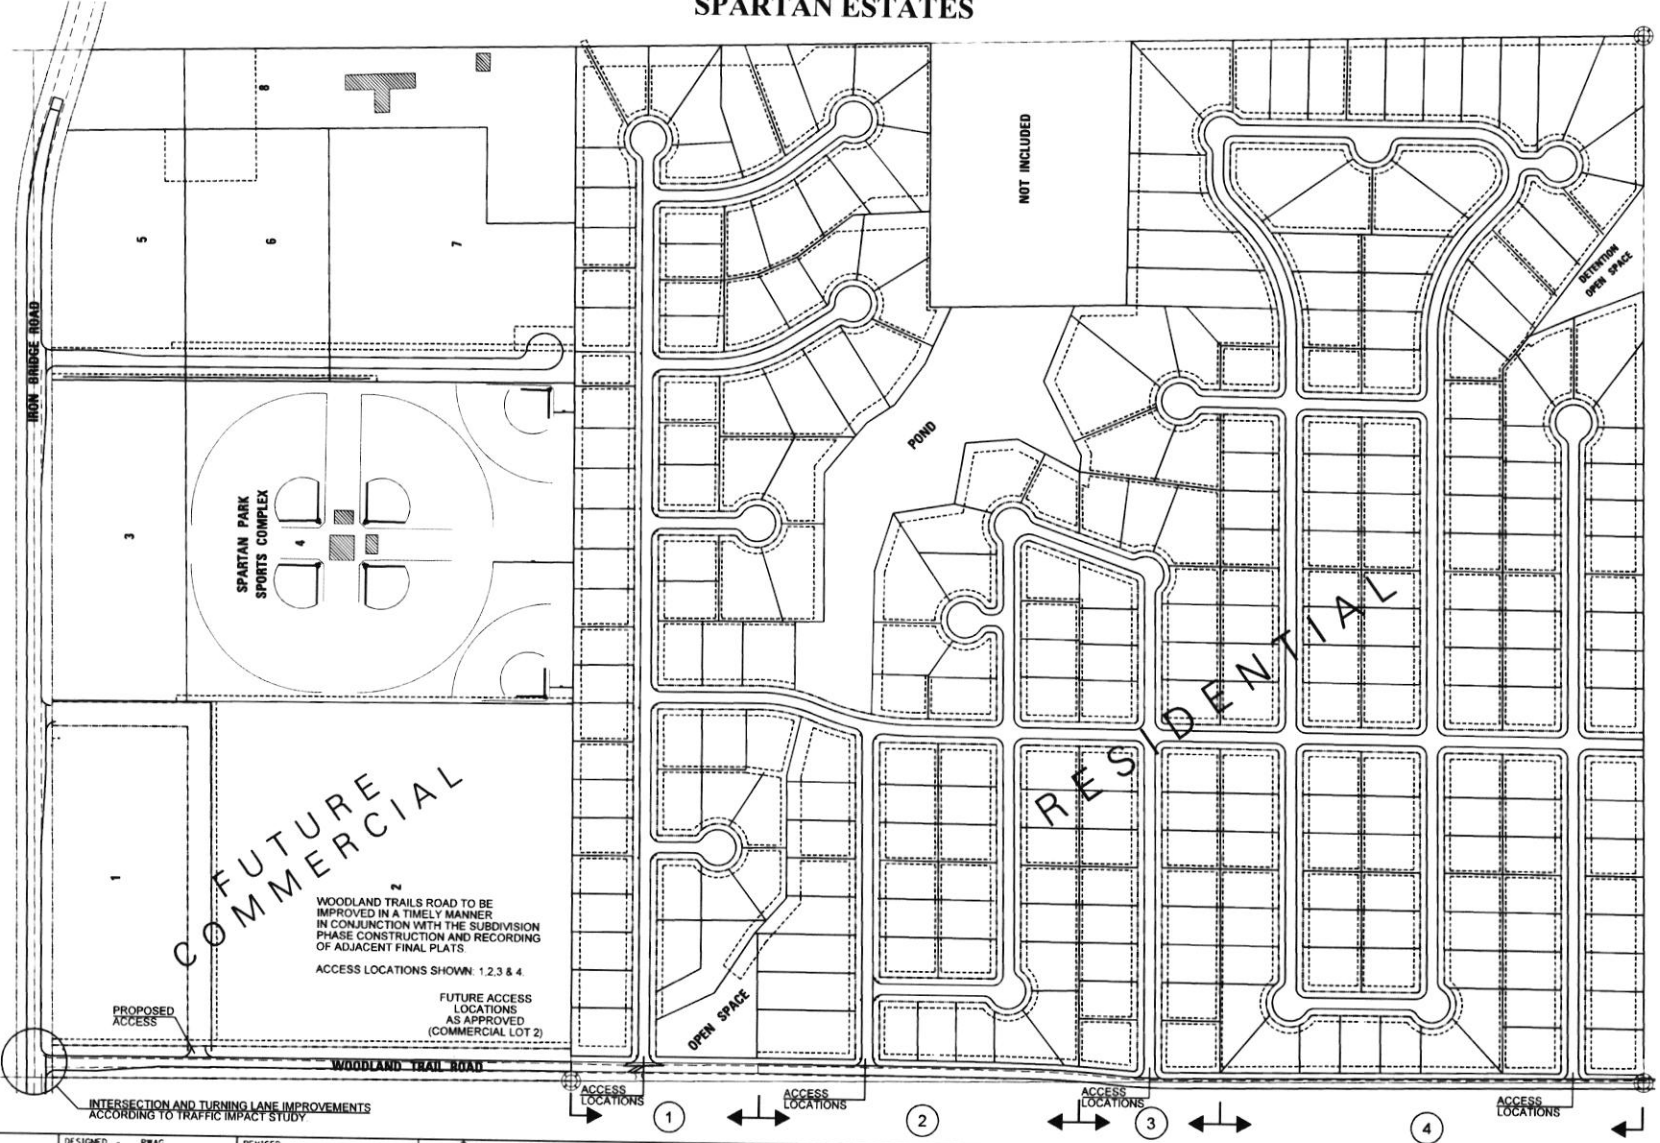 SPARTAN ESTATES
8
NOT INCLUDED
5
6
7
DETENTION
OPEN SPACE
IRON BRIDGE ROAD
POND
3
SPARTAN PARK
SPORTS COMPLEX
4
RESIDENTIAL
FUTURE
COMMERCIAL
1
2
WOODLAND TRAILS ROAD TO BE
IMPROVED IN A TIMELY MANNER
IN CONJUNCTION WITH THE SUBDIVISION
PHASE CONSTRUCTION AND RECORDING
OF ADJACENT FINAL PLATS.
ACCESS LOCATIONS SHOWN: 1,2,3 & 4.
FUTURE ACCESS
LOCATIONS
AS APPROVED
(COMMERCIAL LOT 2)
PROPOSED
ACCESS
OPEN SPACE
WOODLAND TRAIL ROAD
INTERSECTION AND TURNING LANE IMPROVEMENTS
ACCORDING TO TRAFFIC IMPACT STUDY.
ACCESS
LOCATIONS
1
ACCESS
LOCATIONS
2
ACCESS
LOCATIONS
3
ACCESS
LOCATIONS
4
DESIGNED -
REVISED